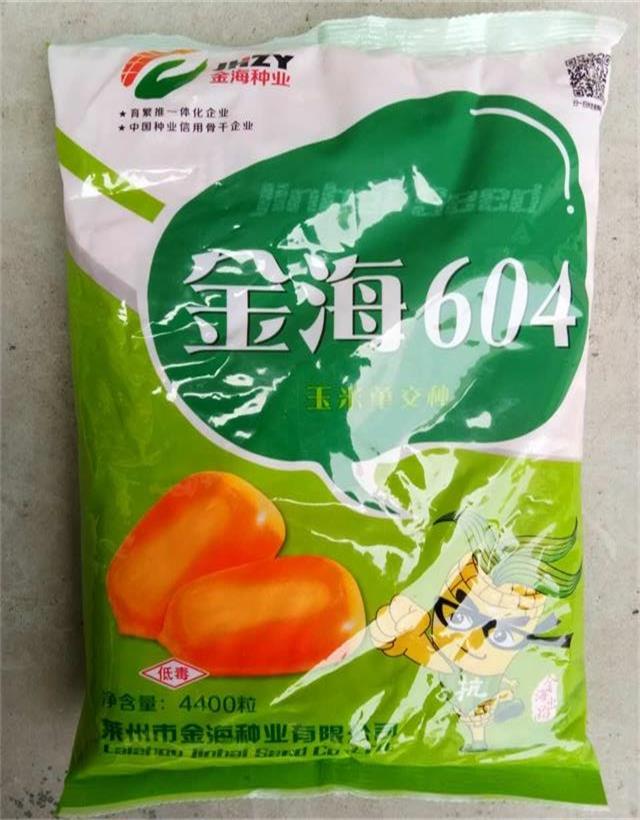 JHZY
金海种业
★育繁推一体化企业
★中国种业信用骨干企业
Jinhai Seed
金海604
玉米单交种
抗
低毒
净含量：4400粒
莱州市金海种业有限公司
Laizhou Jinhai Seed Co.,Ltd.